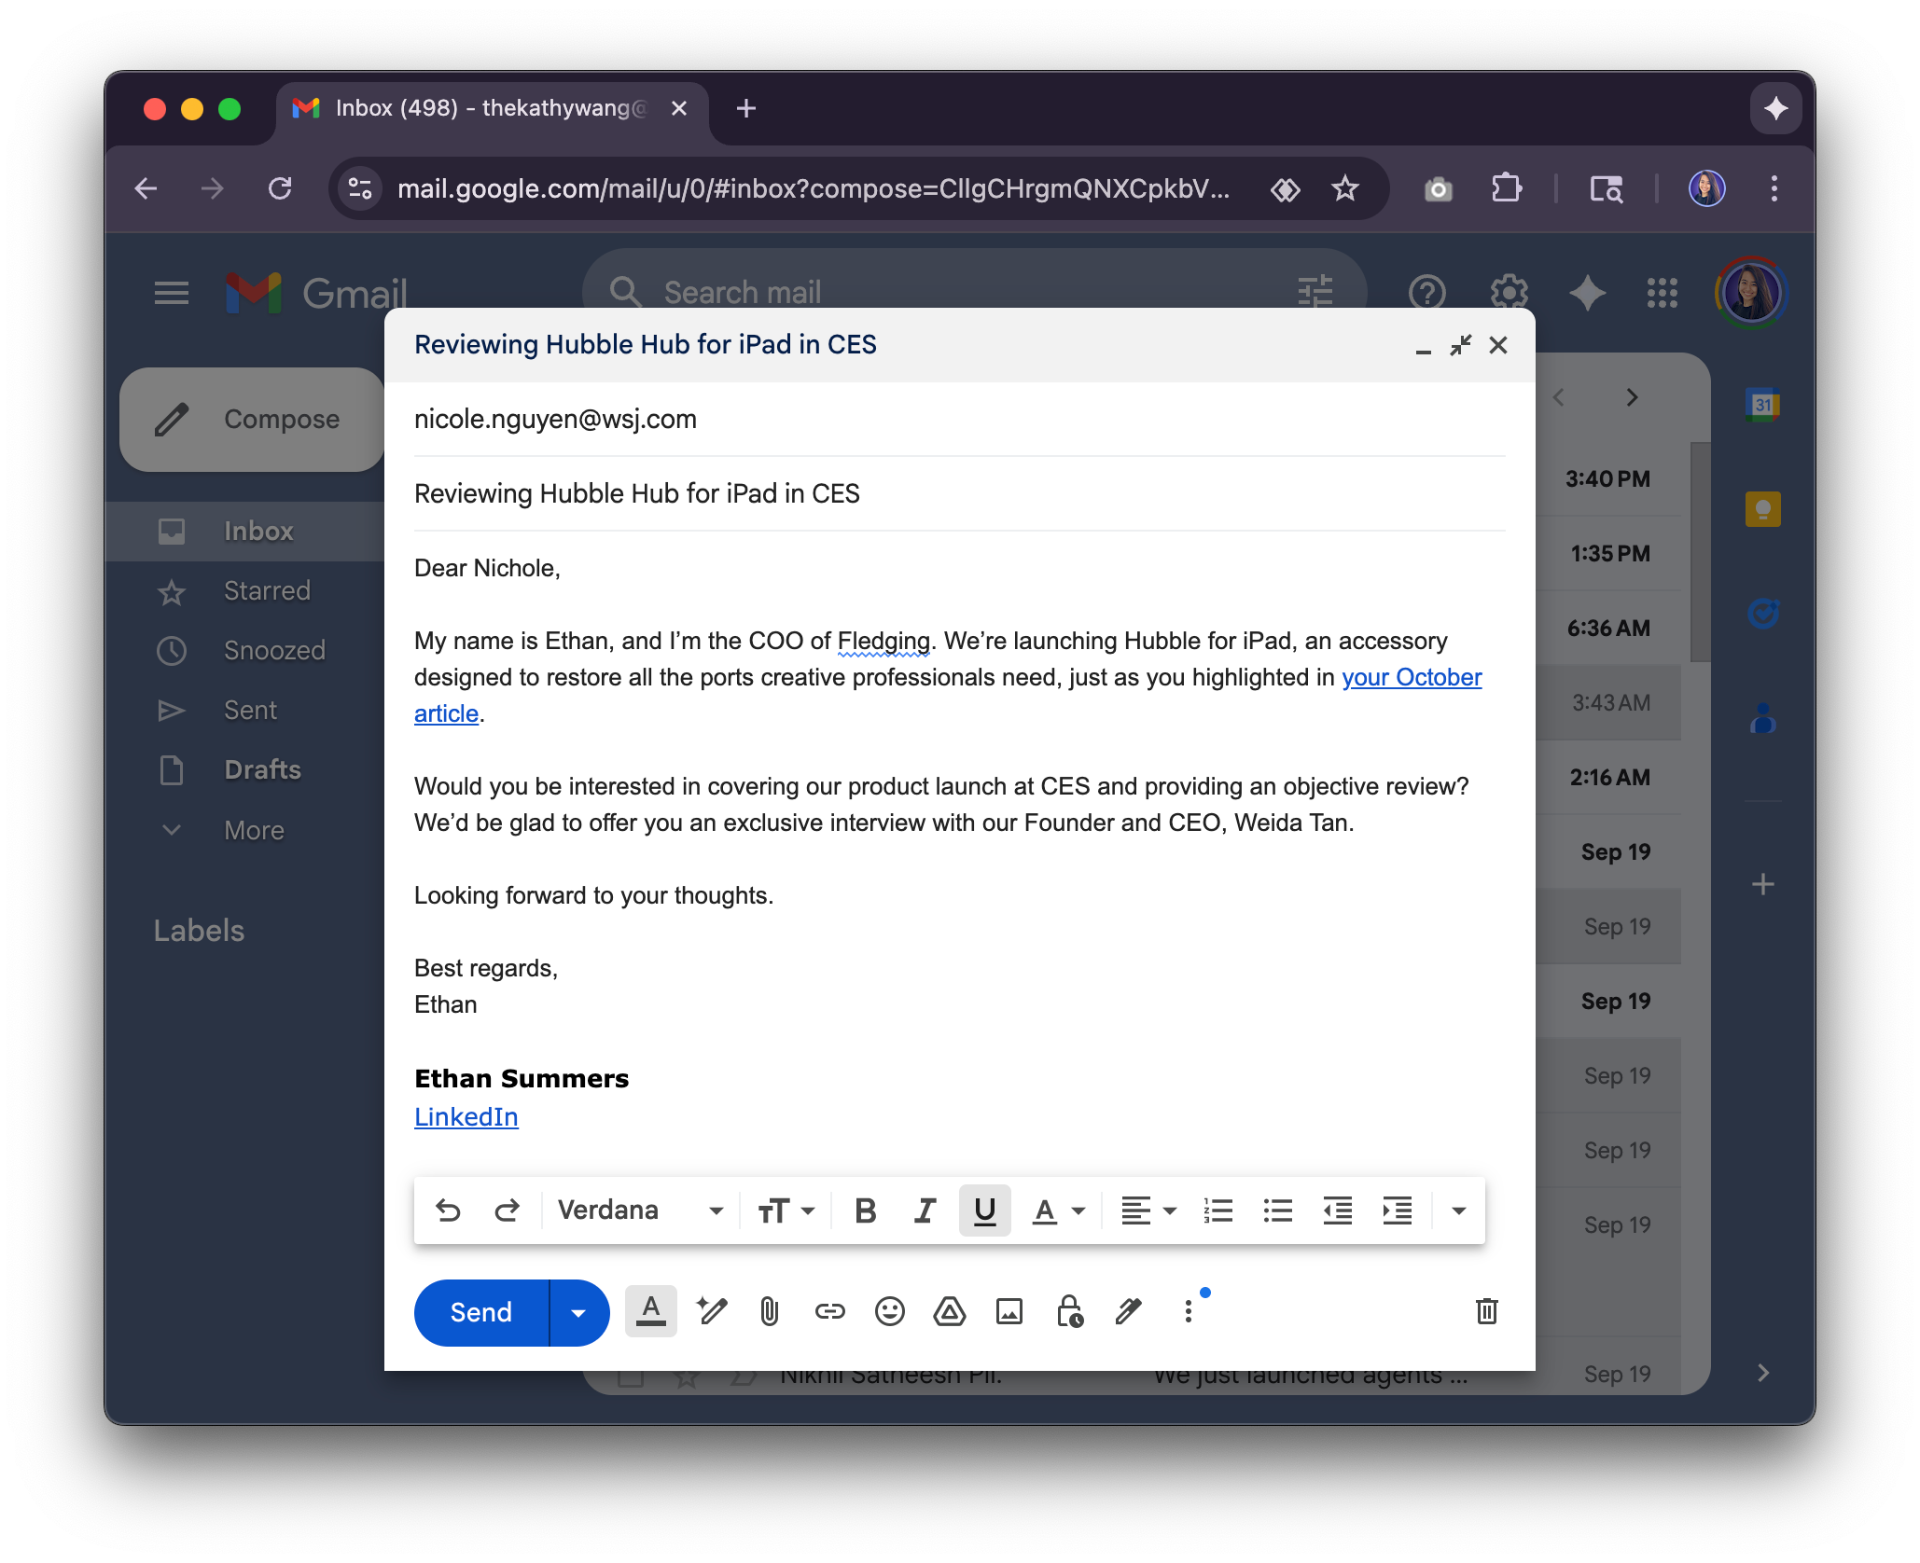 Inbox (498) - thekathywang@
mail.google.com/mail/u/0/#inbox?compose=CllgCHrgmQNXCpkbV...
Gmail
Search mail
Compose
Inbox
Starred
Snoozed
Sent
Drafts
More
Labels
Reviewing Hubble Hub for iPad in CES
nicole.nguyen@wsj.com
Reviewing Hubble Hub for iPad in CES
Dear Nichole,
My name is Ethan, and I’m the COO of Fledging. We’re launching Hubble for iPad, an accessory
designed to restore all the ports creative professionals need, just as you highlighted in your October
article.
Would you be interested in covering our product launch at CES and providing an objective review?
We’d be glad to offer you an exclusive interview with our Founder and CEO, Weida Tan.
Looking forward to your thoughts.
Best regards,
Ethan
Ethan Summers
LinkedIn
Verdana
Send
3:40 PM
1:35 PM
6:36 AM
3:43 AM
2:16 AM
Sep 19
Sep 19
Sep 19
Sep 19
Sep 19
Sep 19
Nikhil Satheesh Pil. We just launched agents ... Sep 19
31